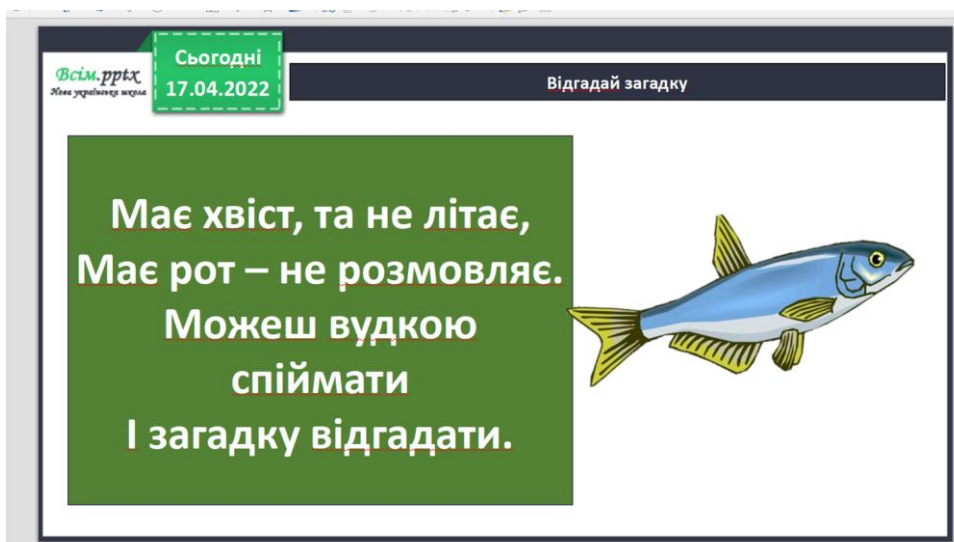 Всім.pptx
Нова українська школа
Сьогодні
17.04.2022
Відгадай загадку
Має хвіст, та не літає,
Має рот – не розмовляє.
Можеш вудкою
спіймати
І загадку відгадати.